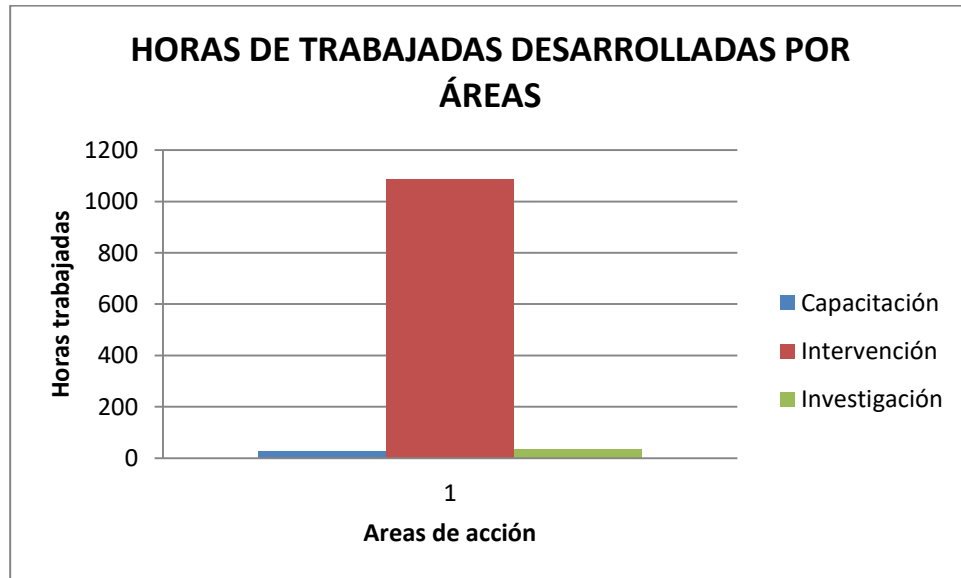 HORAS DE TRABAJADAS DESARROLLADAS POR
ÁREAS
Horas trabajadas
1200
1000
800
600
400
200
0
1
Areas de acción
Capacitación
Intervención
Investigación